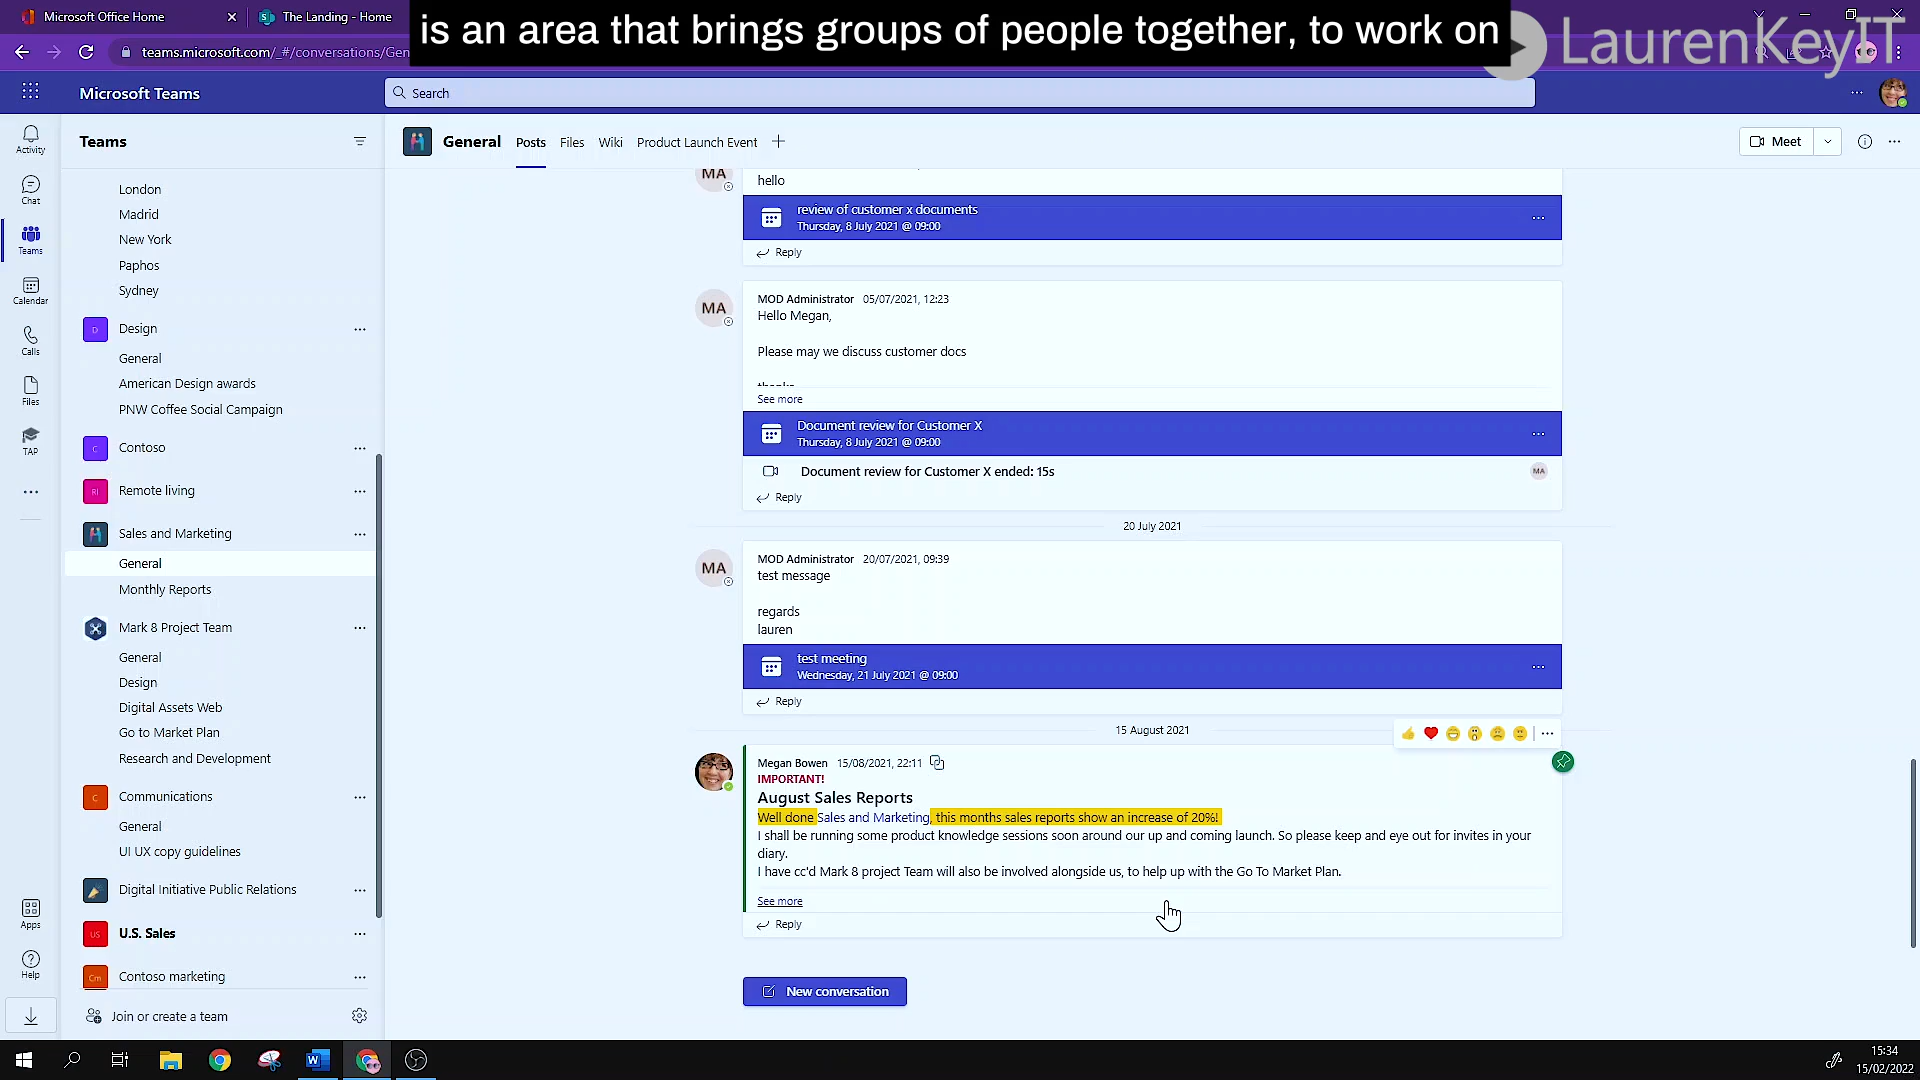 Microsoft Office Home
The Landing - Home
is an area that brings groups of people together, to work on
LaurenKeyIT
teams.microsoft.com/_#/conversations/Gen
Microsoft Teams
Search
Activity
Chat
Teams
Calendar
Calls
Files
TAP
Apps
Help
Teams
London
Madrid
New York
Paphos
Sydney
D
Design
General
American Design awards
PNW Coffee Social Campaign
C
Contoso
Rl
Remote living
Sales and Marketing
General
Monthly Reports
Mark 8 Project Team
General
Design
Digital Assets Web
Go to Market Plan
Research and Development
C
Communications
General
UI UX copy guidelines
Digital Initiative Public Relations
US
U.S. Sales
Cm
Contoso marketing
Join or create a team
General
Posts
Files
Wiki
Product Launch Event
Meet
MA
hello
review of customer x documents
Thursday, 8 July 2021 @ 09:00
Reply
MA
MOD Administrator 05/07/2021, 12:23
Hello Megan,
Please may we discuss customer docs
thanks
See more
Document review for Customer X
Thursday, 8 July 2021 @ 09:00
Document review for Customer X ended: 15s
MA
Reply
20 July 2021
MA
MOD Administrator 20/07/2021, 09:39
test message
regards
lauren
test meeting
Wednesday, 21 July 2021 @ 09:00
Reply
15 August 2021
Megan Bowen 15/08/2021, 22:11
IMPORTANT!
August Sales Reports
Well done Sales and Marketing, this months sales reports show an increase of 20%!
I shall be running some product knowledge sessions soon around our up and coming launch. So please keep and eye out for invites in your
diary.
I have cc'd Mark 8 project Team will also be involved alongside us, to help up with the Go To Market Plan.
See more
Reply
New conversation
15:34
15/02/2022